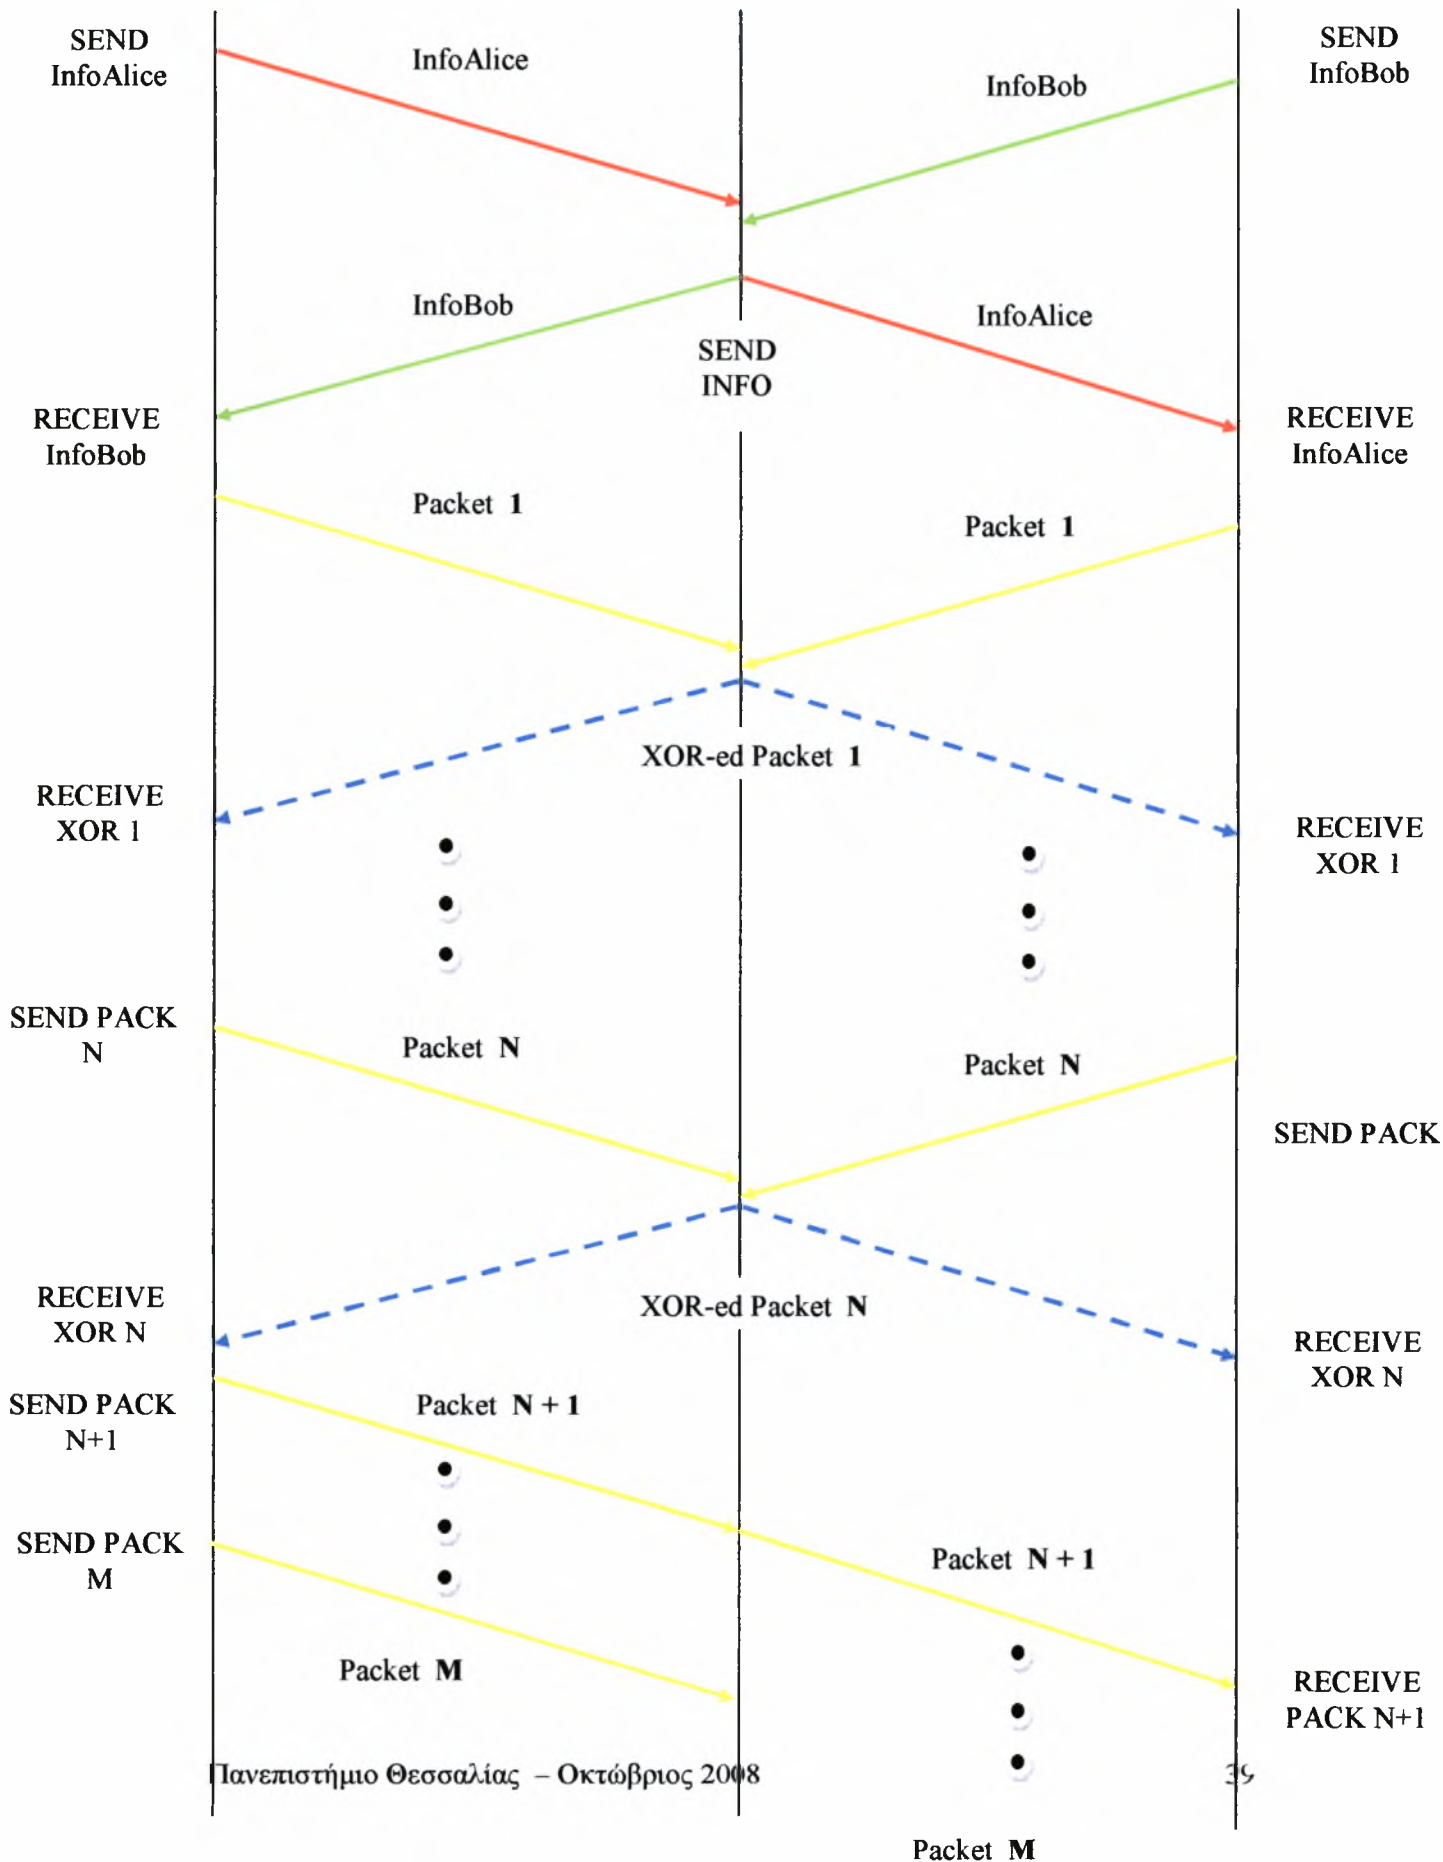 SEND
InfoAlice
InfoAlice
SEND
InfoBob
InfoBob
InfoBob
InfoAlice
SEND
INFO
RECEIVE
InfoBob
RECEIVE
InfoAlice
Packet 1
Packet 1
XOR-ed Packet 1
RECEIVE
XOR 1
RECEIVE
XOR 1
SEND PACK
N
Packet N
Packet N
SEND PACK
RECEIVE
XOR N
XOR-ed Packet N
RECEIVE
XOR N
SEND PACK
N+1
Packet N + 1
SEND PACK
M
Packet N + 1
Packet M
RECEIVE
PACK N+1
Πανεπιστήμιο Θεσσαλίας – Οκτώβριος 2008
39
Packet M